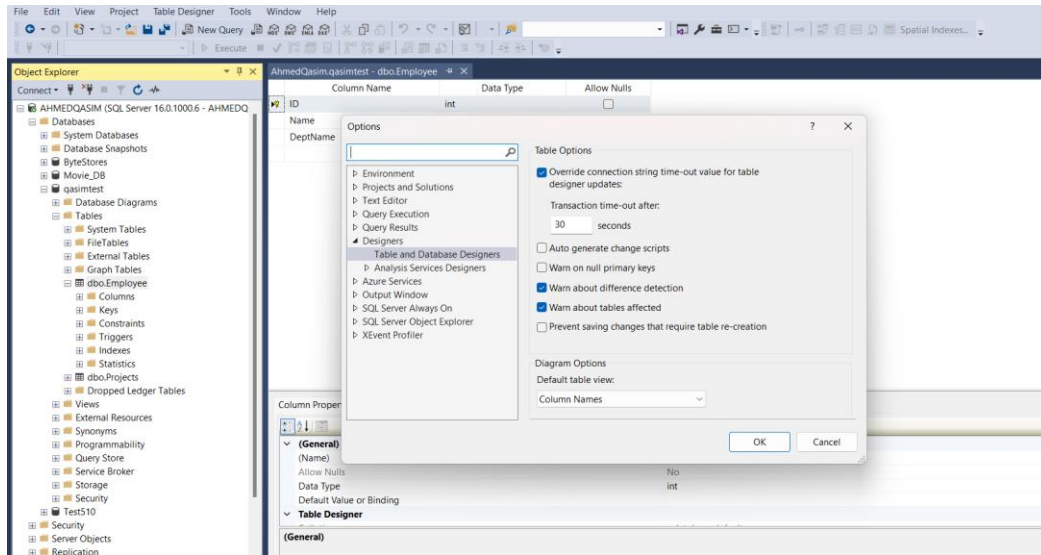 File Edit View Project Table Designer Tools Window Help
New Query
Spatial Indexes...
Execute
Object Explorer
Connect
AHMEDQASIM (SQL Server 16.0.1000.6 - AHMEDQ
Databases
System Databases
Database Snapshots
ByteStores
Movie_DB
qasimtest
Database Diagrams
Tables
System Tables
FileTables
External Tables
Graph Tables
dbo.Employee
Columns
Keys
Constraints
Triggers
Indexes
Statistics
dbo.Projects
Dropped Ledger Tables
Views
External Resources
Synonyms
Programmability
Query Store
Service Broker
Storage
Security
Test510
Security
Server Objects
Replication
AhmedQasim.qasimtest - dbo.Employee
Column Name Data Type Allow Nulls
ID int
Name
DeptName
Options
Environment
Projects and Solutions
Text Editor
Query Execution
Query Results
Designers
Table and Database Designers
Analysis Services Designers
Azure Services
Output Window
SQL Server Always On
SQL Server Object Explorer
XEvent Profiler
Table Options
Override connection string time-out value for table
designer updates:
Transaction time-out after:
30 seconds
Auto generate change scripts
Warn on null primary keys
Warn about difference detection
Warn about tables affected
Prevent saving changes that require table re-creation
Diagram Options
Default table view:
Column Names
OK Cancel
Column Proper
(General)
(Name)
Allow Nulls No
Data Type int
Default Value or Binding
Table Designer
(General)